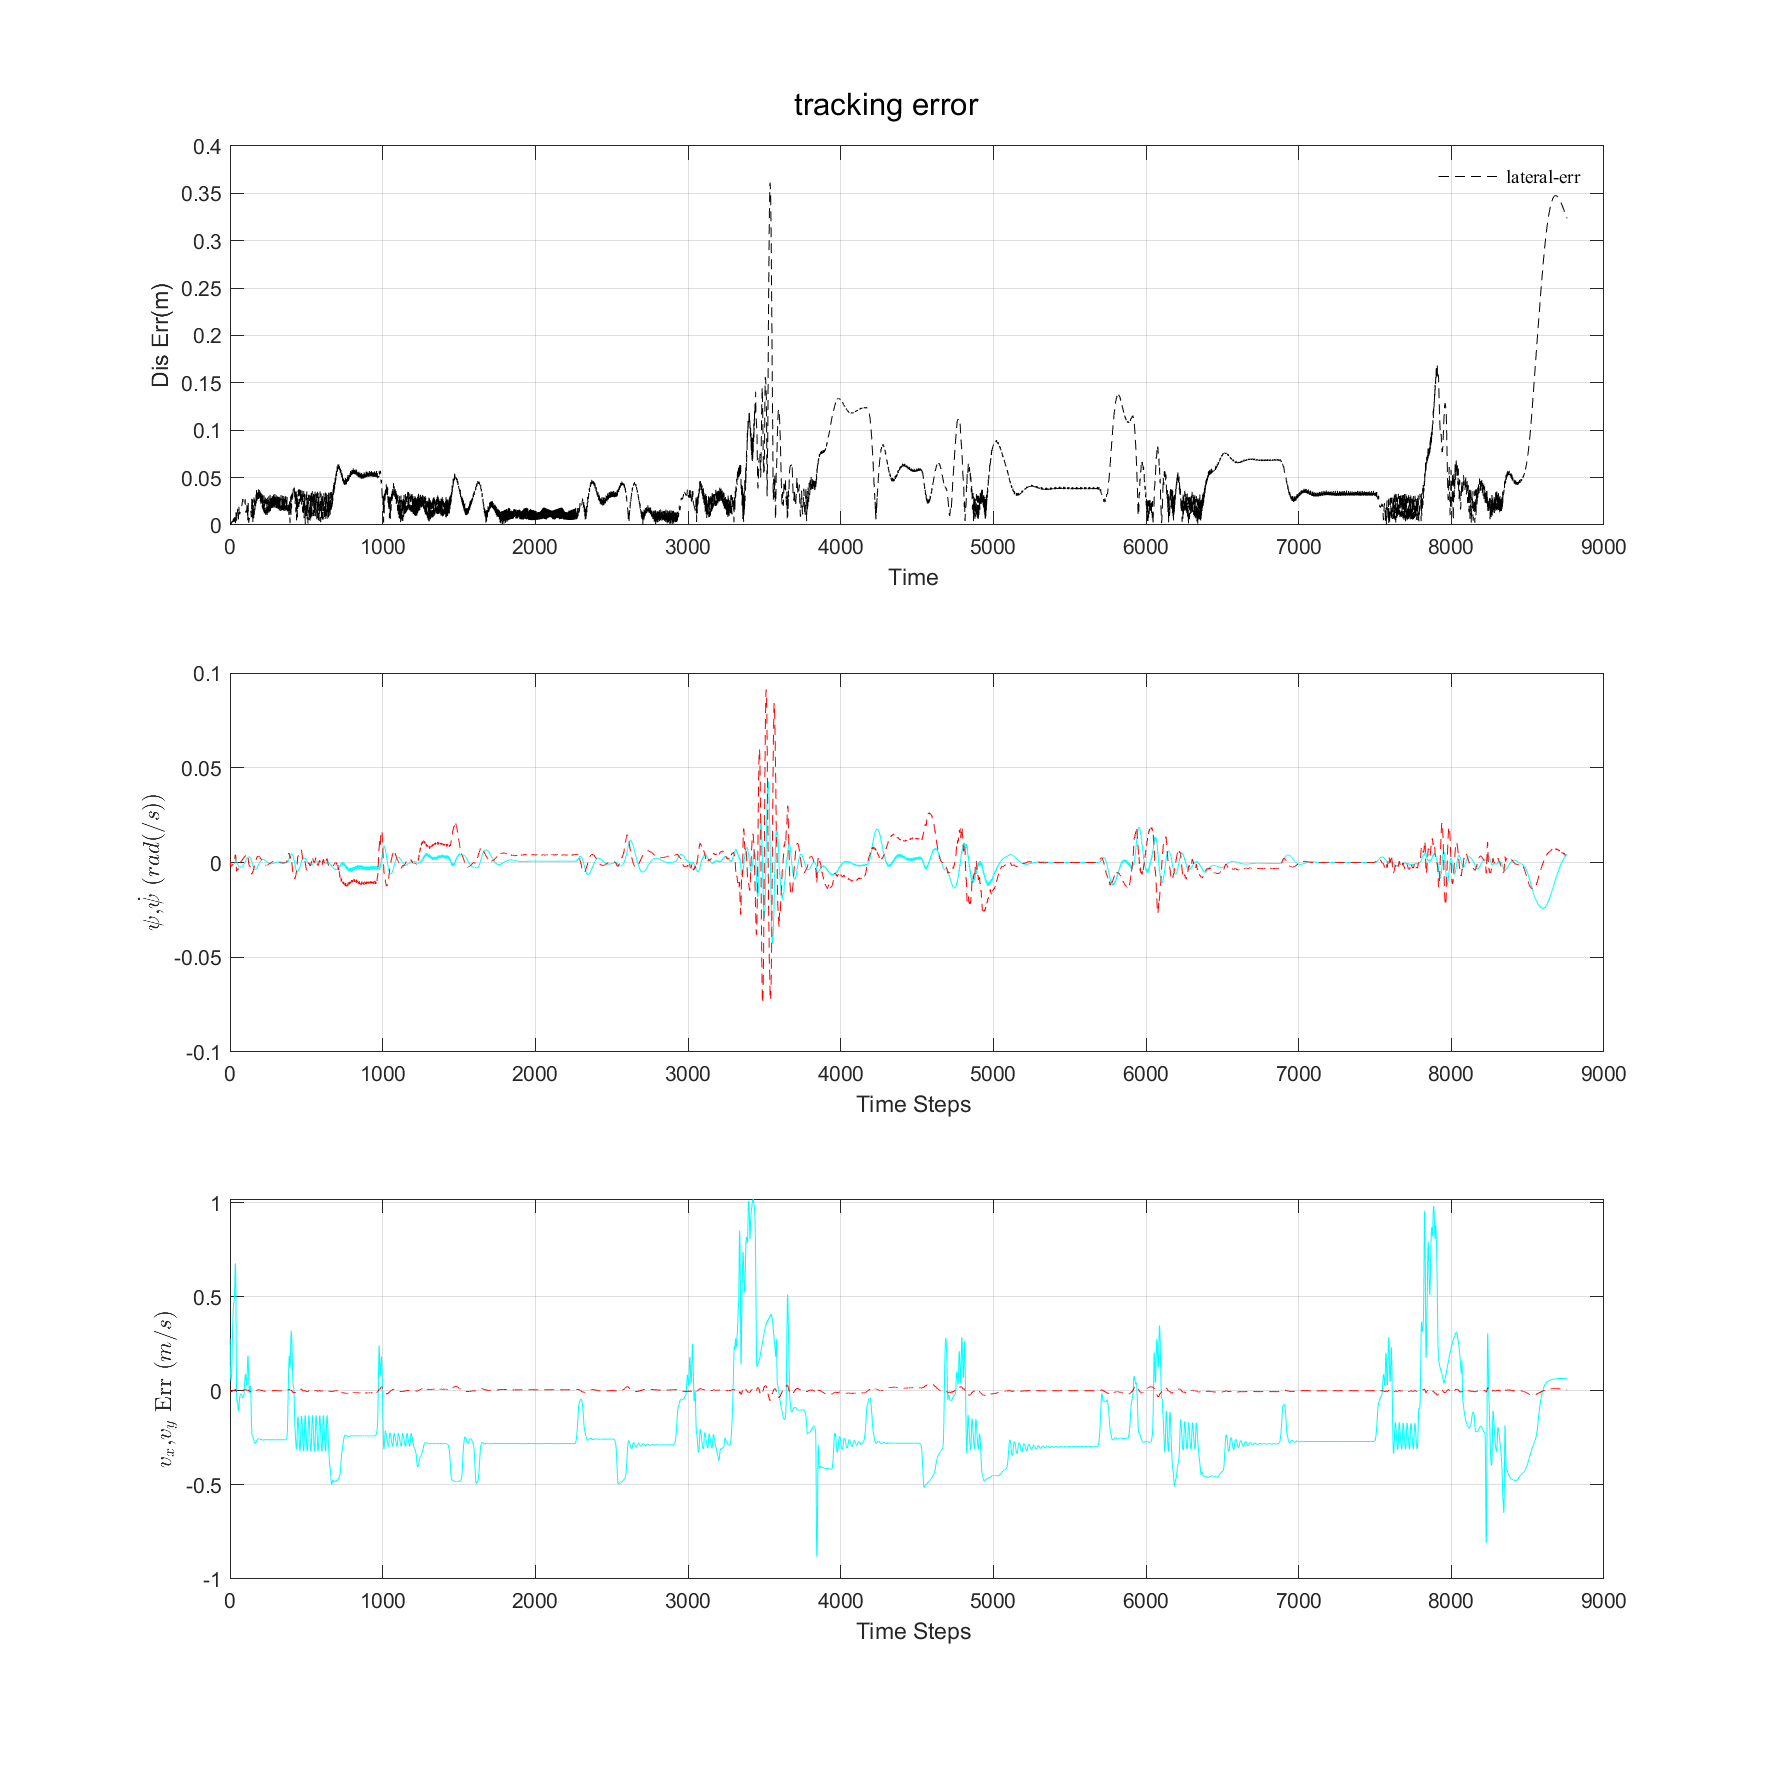 tracking error
0.4
0.35
0.3
0.25
0.2
0.15
0.1
0.05
0
Dis Err(m)
lateral-err
0 1000 2000 3000 4000 5000 6000 7000 8000 9000
Time
0.1
0.05
0
-0.05
-0.1
ψ,ψ̇ (rad(/s))
0 1000 2000 3000 4000 5000 6000 7000 8000 9000
Time Steps
1
0.5
0
-0.5
-1
v_x,v_y Err (m/s)
0 1000 2000 3000 4000 5000 6000 7000 8000 9000
Time Steps